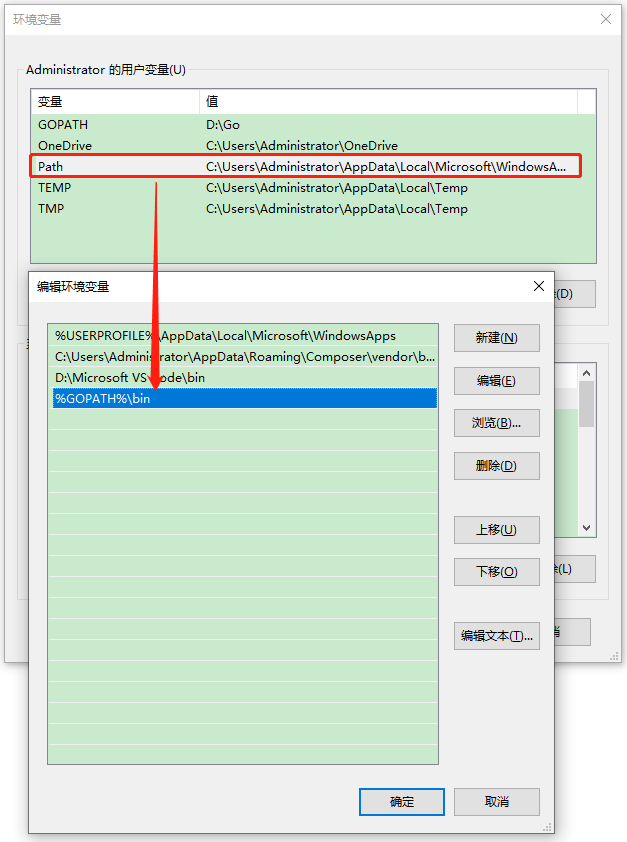 环境变量
Administrator 的用户变量(U)
变量 值
GOPATH D:\Go
OneDrive C:\Users\Administrator\OneDrive
Path C:\Users\Administrator\AppData\Local\Microsoft\WindowsA...
TEMP C:\Users\Administrator\AppData\Local\Temp
TMP C:\Users\Administrator\AppData\Local\Temp
(D)
编辑环境变量
%USERPROFILE%\AppData\Local\Microsoft\WindowsApps
C:\Users\Administrator\AppData\Roaming\Composer\vendor\b...
D:\Microsoft VS Code\bin
%GOPATH%\bin
新建(N)
编辑(E)
浏览(B)...
删除(D)
上移(U)
下移(O)
(L)
编辑文本(T)...
确定
取消